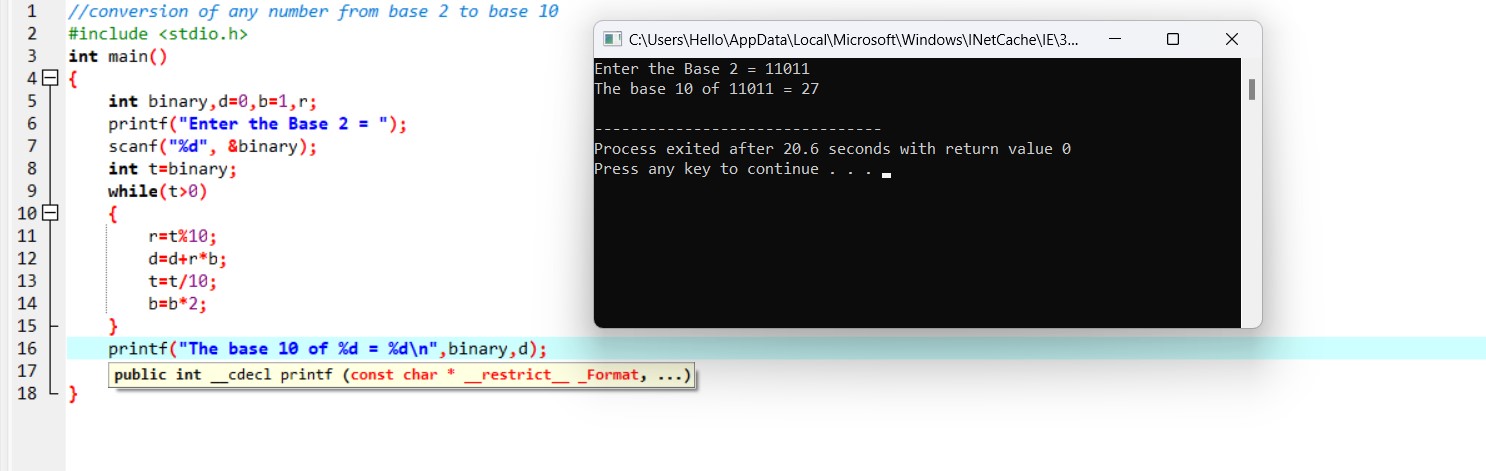 1 //conversion of any number from base 2 to base 10
2 #include <stdio.h>
3 int main()
4 {
5 int binary,d=0,b=1,r;
6 printf("Enter the Base 2 = ");
7 scanf("%d", &binary);
8 int t=binary;
9 while(t>0)
10 {
11 r=t%10;
12 d=d+r*b;
13 t=t/10;
14 b=b*2;
15 }
16 printf("The base 10 of %d = %d\n",binary,d);
17 public int __cdecl printf (const char * __restrict__ _Format, ...)
18 }
C:\Users\Hello\AppData\Local\Microsoft\Windows\INetCache\IE\3...
Enter the Base 2 = 11011
The base 10 of 11011 = 27
--------------------------------
Process exited after 20.6 seconds with return value 0
Press any key to continue . . .